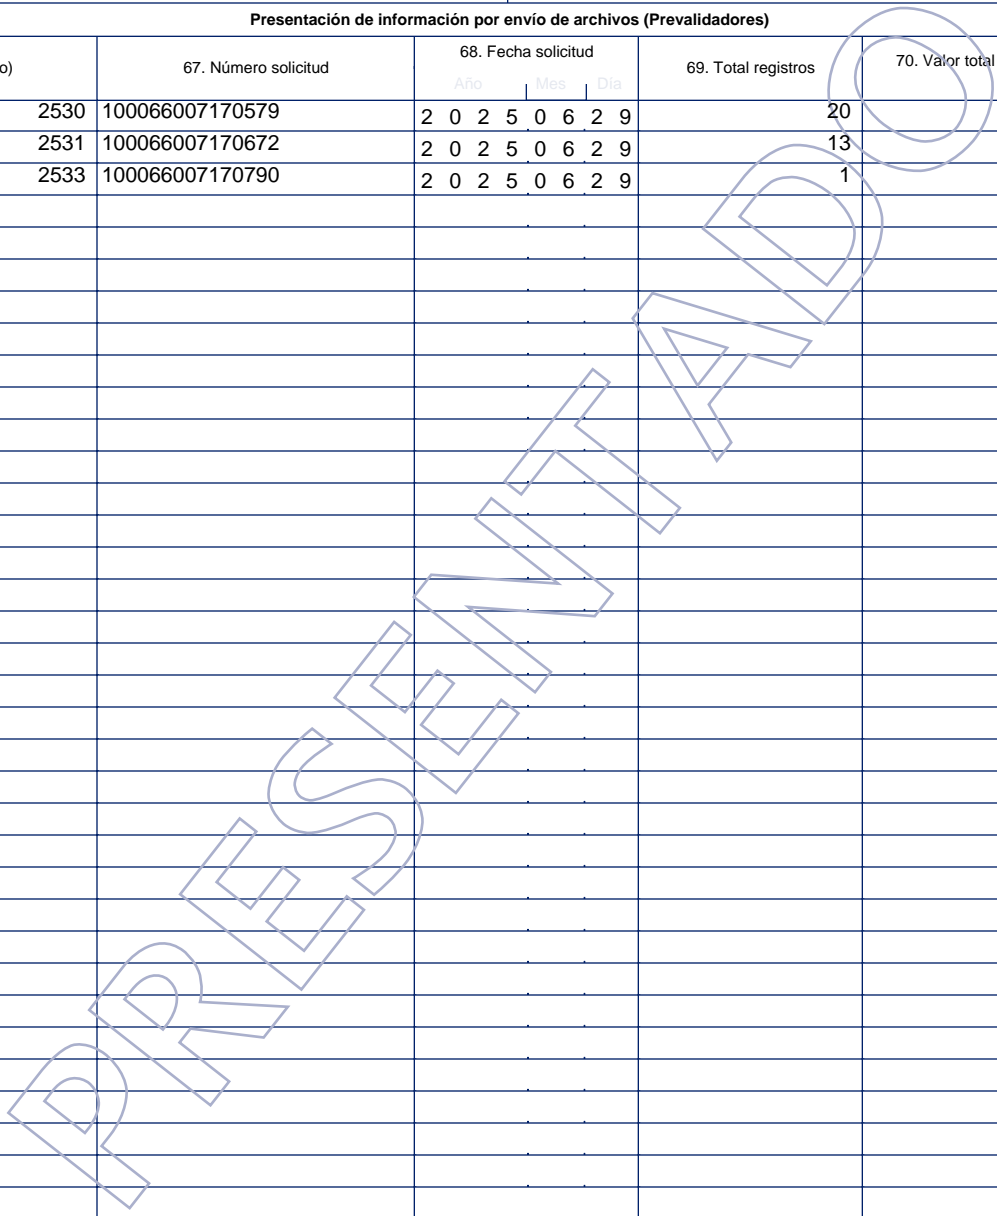 Presentación de información por envío de archivos (Prevalidadores)
o) 67. Número solicitud 68. Fecha solicitud 69. Total registros 70. Valor total
Año Mes Día
2530 100066007170579 2 0 2 5 0 6 2 9 20
2531 100066007170672 2 0 2 5 0 6 2 9 13
2533 100066007170790 2 0 2 5 0 6 2 9 1
PRESENTADO